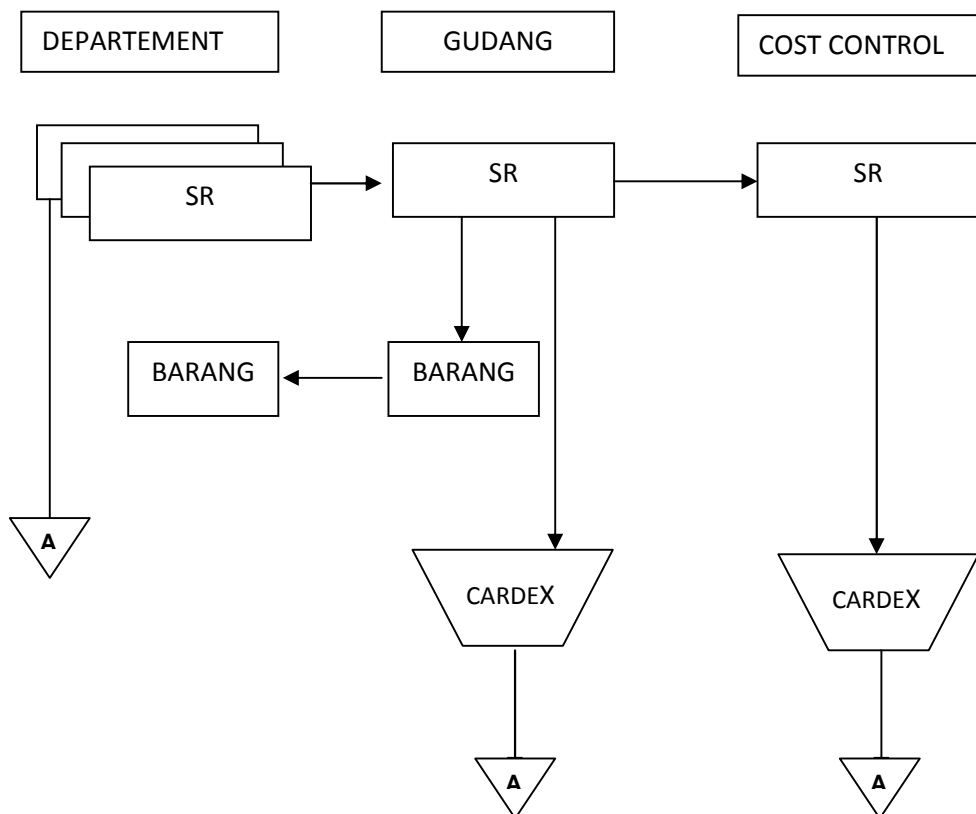 DEPARTEMENT
GUDANG
COST CONTROL
SR
SR
SR
BARANG
BARANG
A
CARDEX
CARDEX
A
A